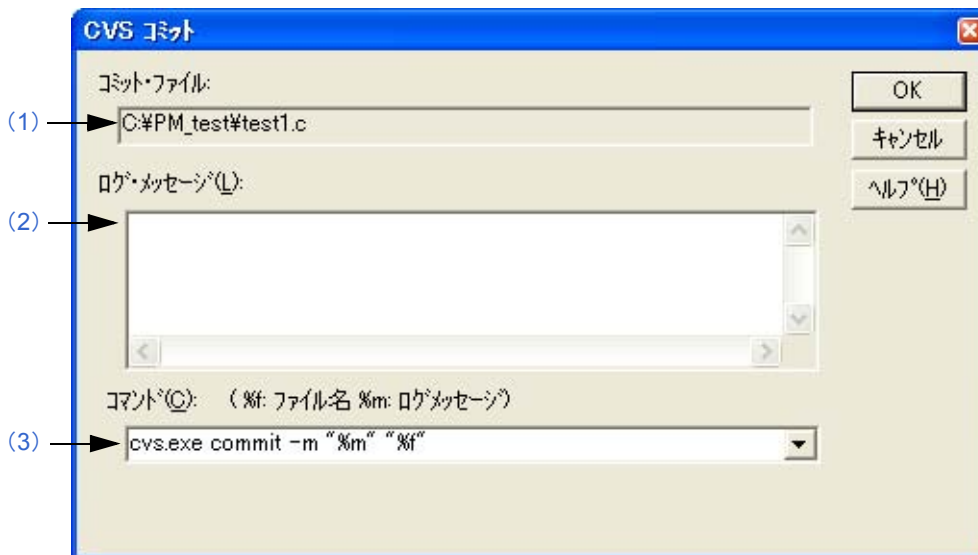 CVS コミット
コミット・ファイル:
(1) C:¥PM_test¥test1.c
OK
キャンセル
ヘルプ(H)
ログ・メッセージ(L):
(2)
コマンド(C): ( %f: ファイル名 %m: ログメッセージ)
(3) cvs.exe commit -m "%m" "%f"